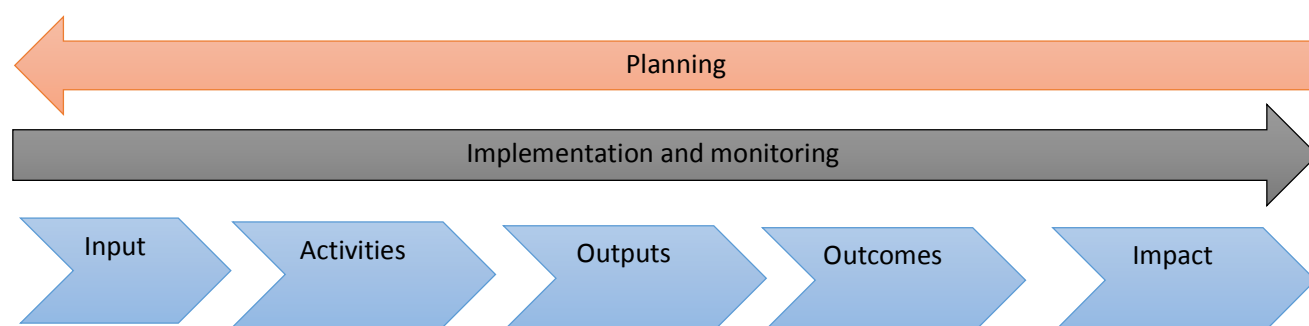 Planning
Implementation and monitoring
Input
Activities
Outputs
Outcomes
Impact